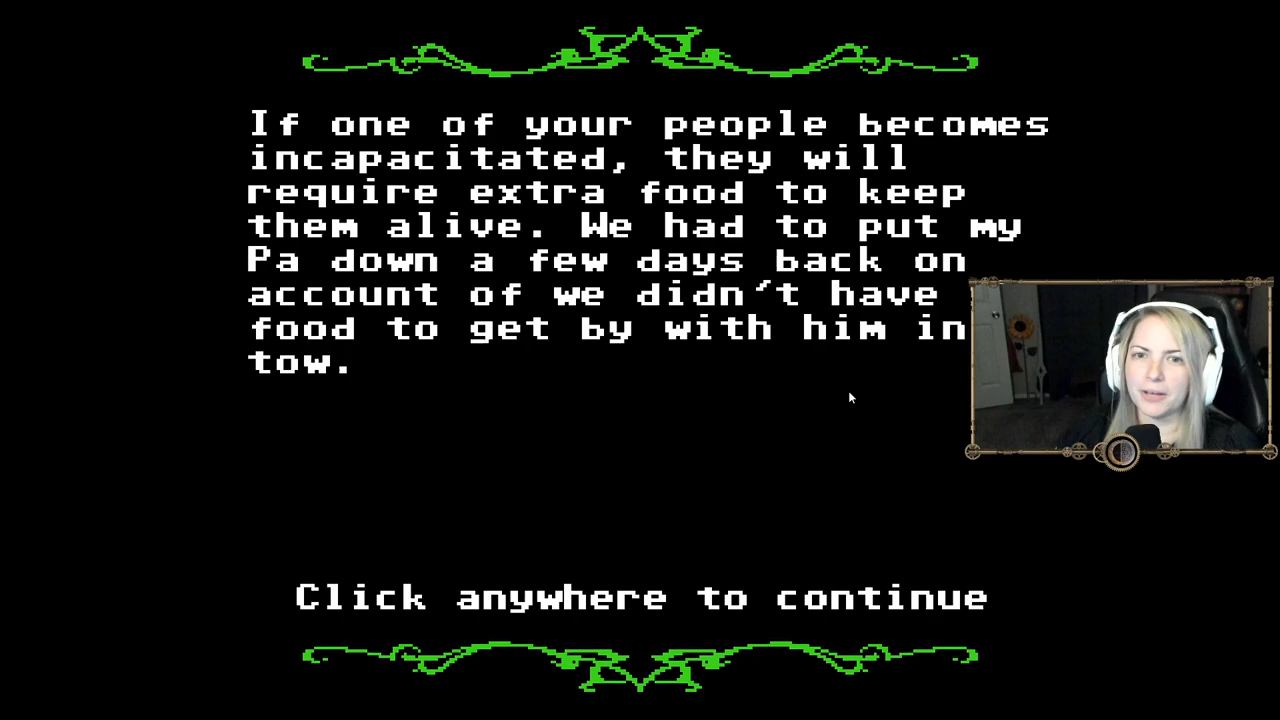 If one of your people becomes
incapacitated, they will
require extra food to keep
them alive. We had to put my
Pa down a few days back on
account of we didn't have
food to get by with him in
tow.
Click anywhere to continue